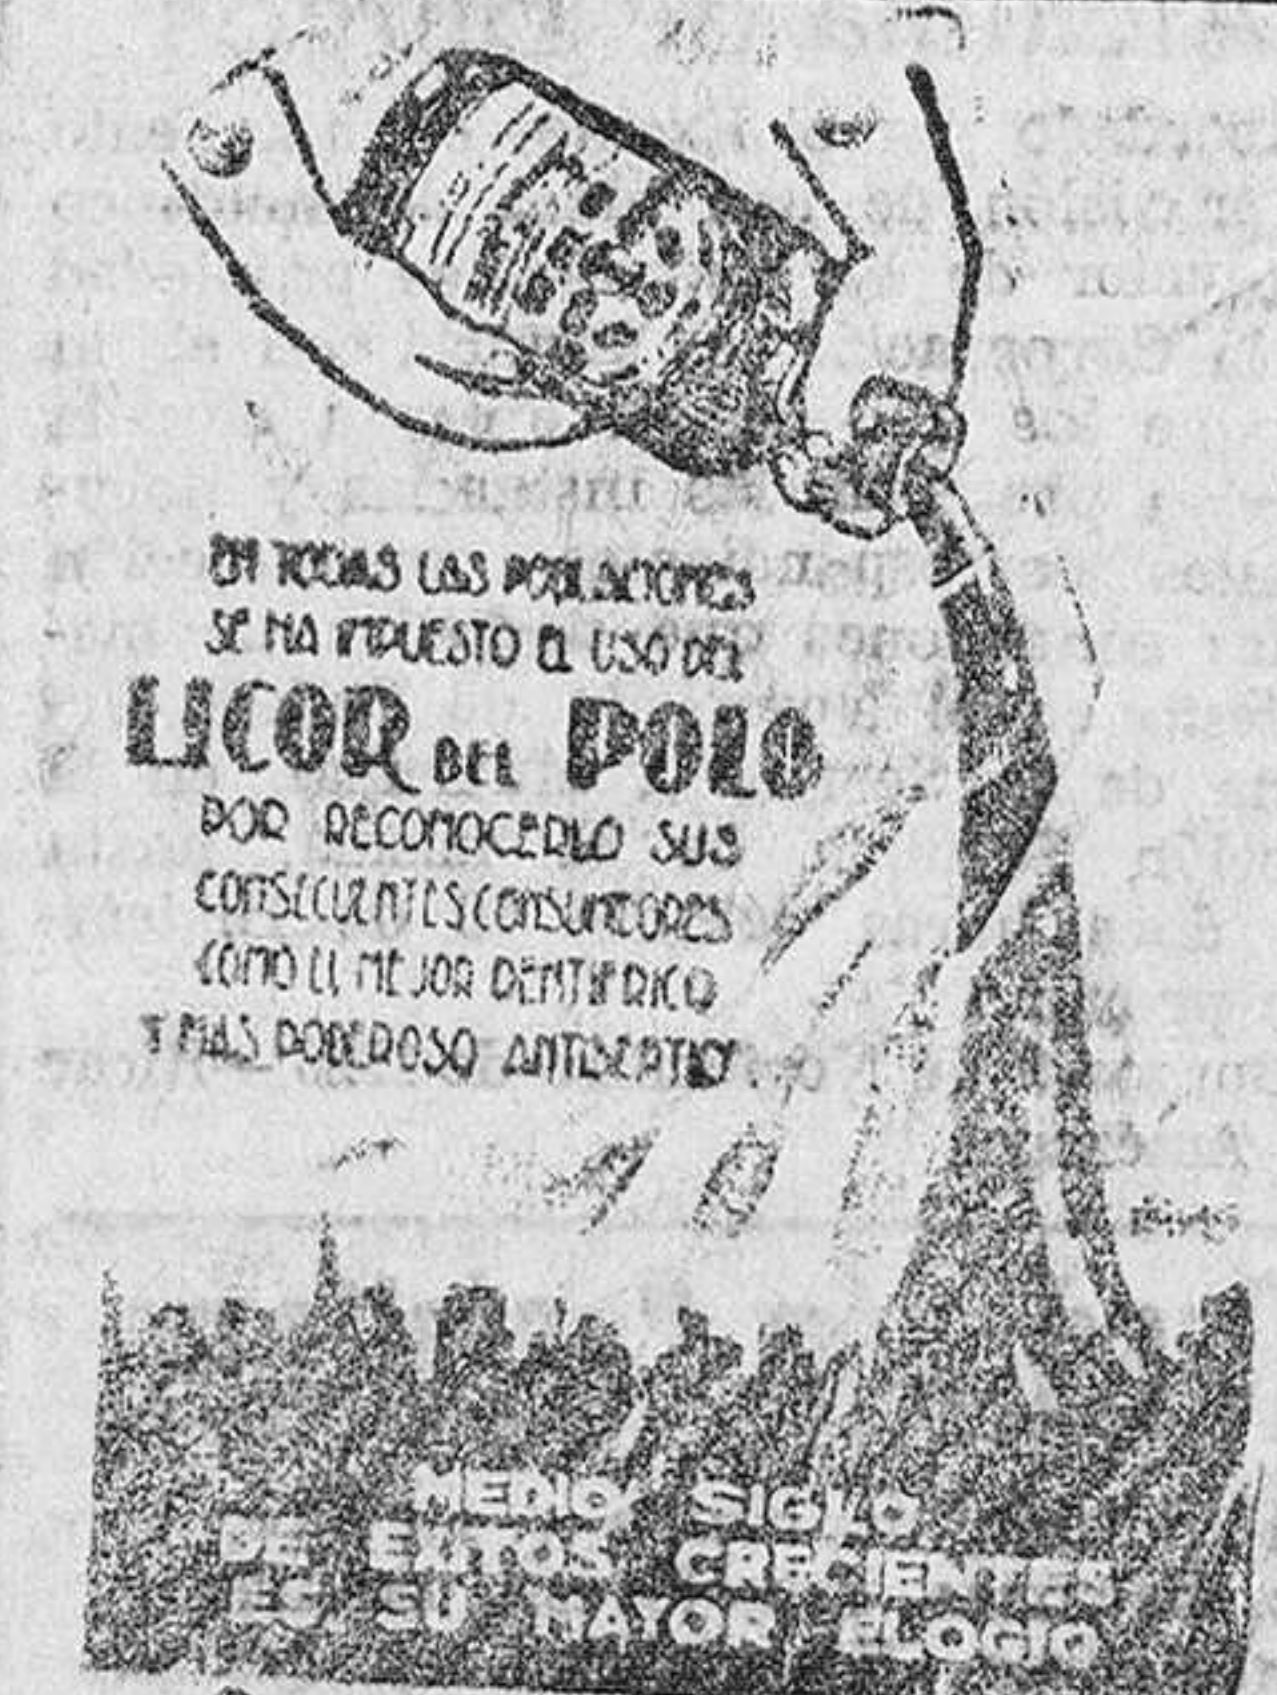 EN TODAS LAS POBLACIONES
SE HA IMPUESTO EL USO DEL
LICOR DEL POLO
POR RECONOCERLO SUS
CONSECUENTES CONSUMIDORES
COMO EL MEJOR DENTIFRICO
Y MAS PODEROSO ANTISEPTICO.
MEDIO SIGLO
DE EXITOS CRECIENTES
ES SU MAYOR ELOGIO